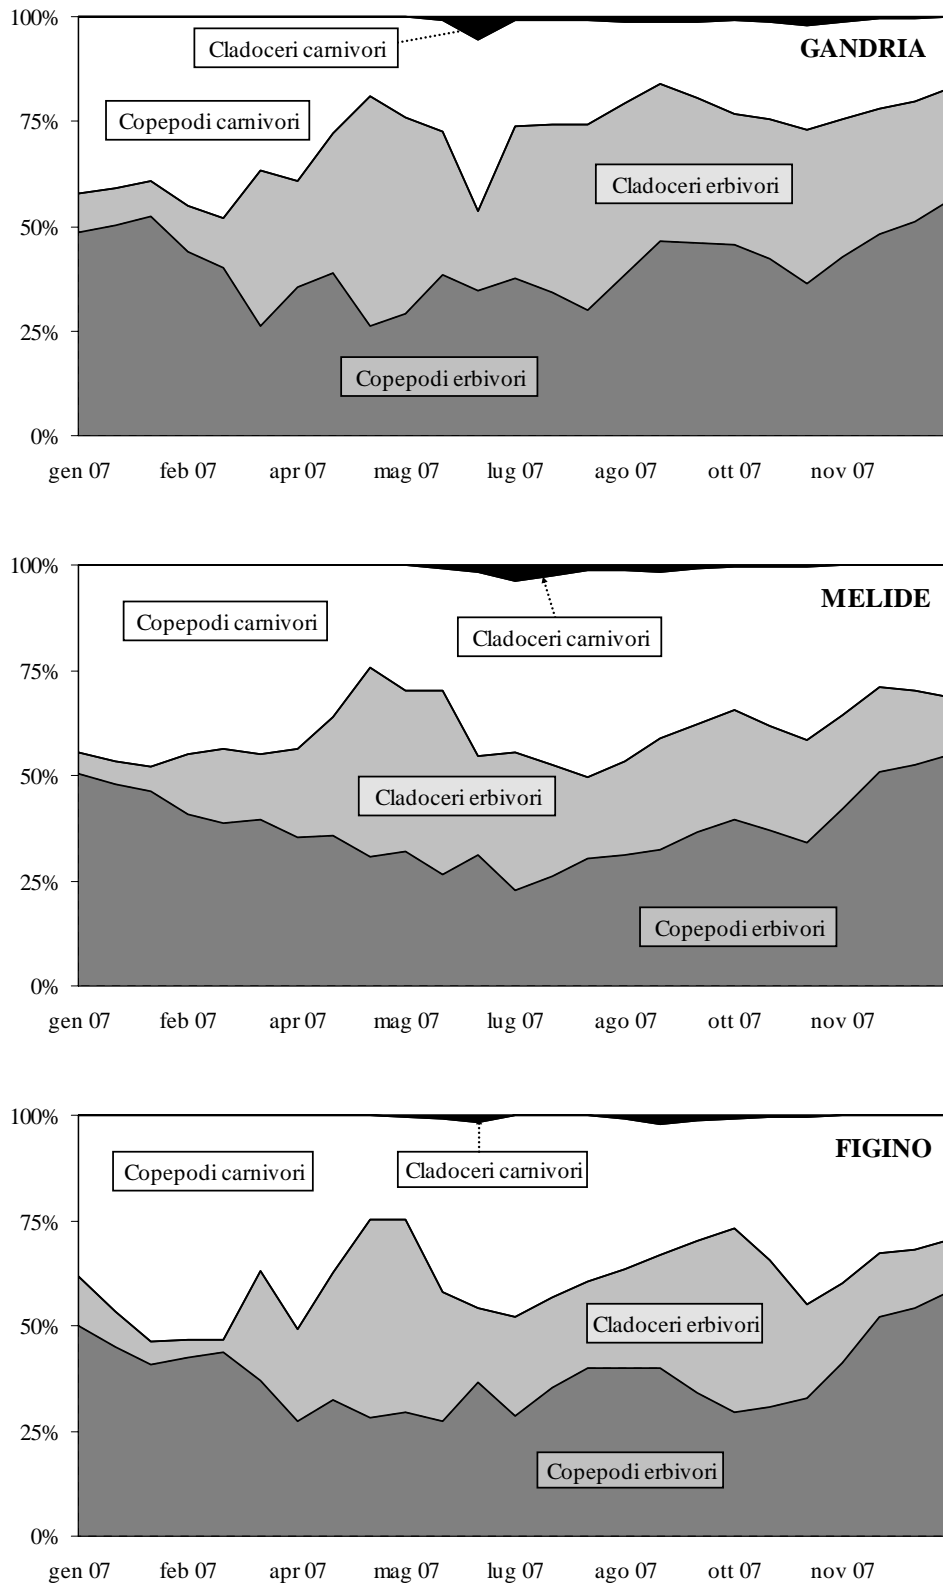 100%
Cladoceri carnivori
GANDRIA
Copepodi carnivori
75%
Cladoceri erbivori
50%
25%
Copepodi erbivori
0%
gen 07 feb 07 apr 07 mag 07 lug 07 ago 07 ott 07 nov 07
100%
MELIDE
Copepodi carnivori
Cladoceri carnivori
75%
50%
Cladoceri erbivori
25%
Copepodi erbivori
0%
gen 07 feb 07 apr 07 mag 07 lug 07 ago 07 ott 07 nov 07
100%
FIGINO
Copepodi carnivori
Cladoceri carnivori
75%
50%
Cladoceri erbivori
25%
Copepodi erbivori
0%
gen 07 feb 07 apr 07 mag 07 lug 07 ago 07 ott 07 nov 07